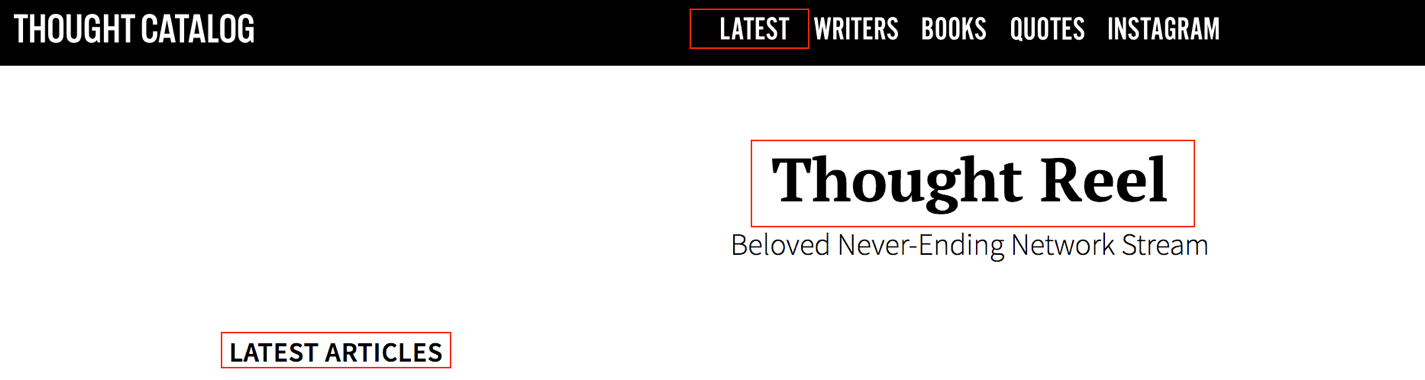 THOUGHT CATALOG LATEST WRITERS BOOKS QUOTES INSTAGRAM
Thought Reel
Beloved Never-Ending Network Stream
LATEST ARTICLES